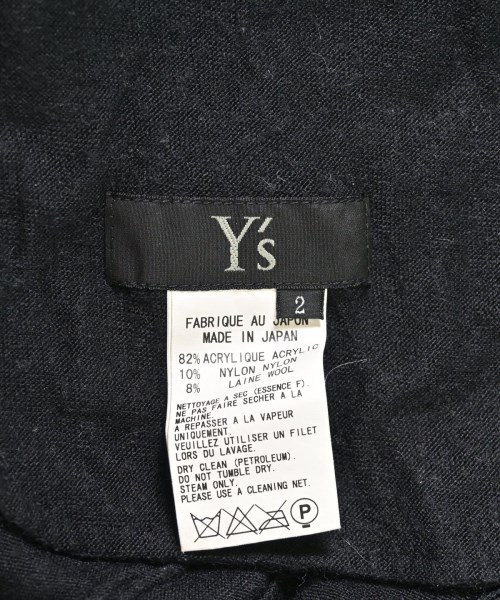 Y's
2
FABRIQUE AU JAPON
MADE IN JAPAN
82% ACRYLIQUE ACRYLIC
10% NYLON NYLON
8% LAINE WOOL
NETTOYAGE A SEC (ESSENCE F).
NE PAS FAIRE SECHER A LA
MACHINE.
A REPASSER A LA VAPEUR
UNIQUEMENT.
VEUILLEZ UTILISER UN FILET
LORS DU LAVAGE.
DRY CLEAN (PETROLEUM).
DO NOT TUMBLE DRY.
STEAM ONLY.
PLEASE USE A CLEANING NET.
P